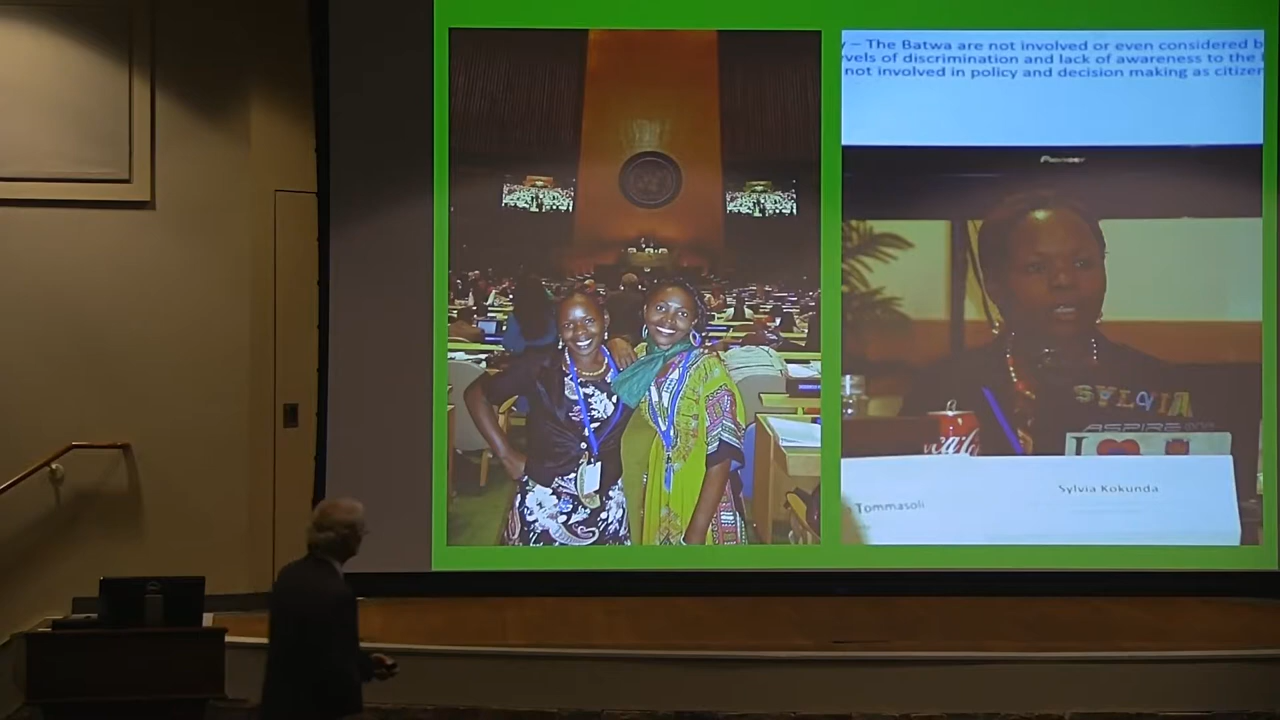 y – The Batwa are not involved or even considered b
vels of discrimination and lack of awareness to the
not involved in policy and decision making as citizen
Pioneer
SYLVIA
ASPIRE one
I
Sylvia Kokunda
Tommasoli